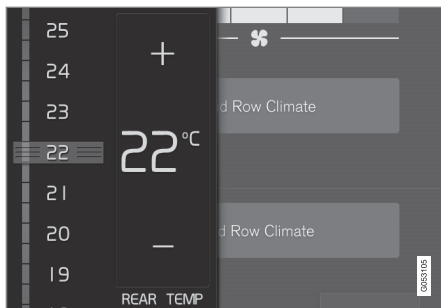 25
24
23
22
21
20
19
+
22°C
–
REAR TEMP
d Row Climate
d Row Climate
G053105